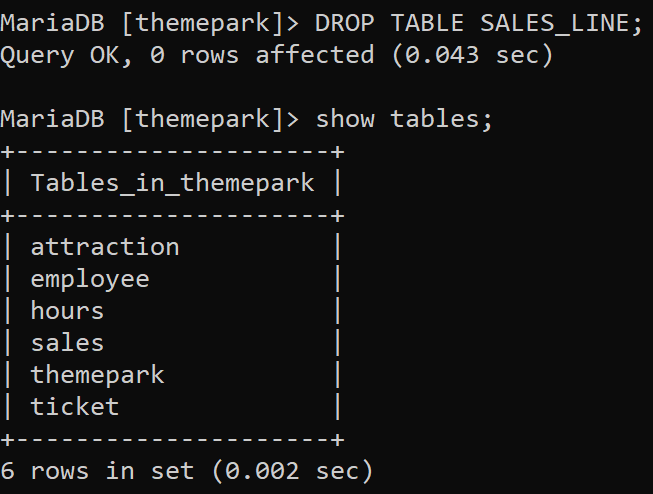 MariaDB [themepark]> DROP TABLE SALES_LINE;
Query OK, 0 rows affected (0.043 sec)
MariaDB [themepark]> show tables;
+---------------------+
| Tables_in_themepark |
+---------------------+
| attraction          |
| employee            |
| hours               |
| sales               |
| themepark           |
| ticket              |
+---------------------+
6 rows in set (0.002 sec)